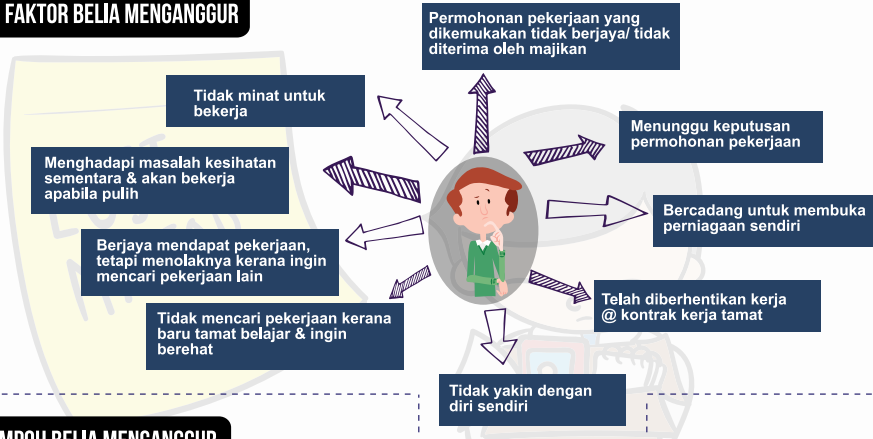 FAKTOR BELIA MENGANGGUR
Permohonan pekerjaan yang
dikemukakan tidak berjaya/ tidak
diterima oleh majikan
Tidak minat untuk
bekerja
Menunggu keputusan
permohonan pekerjaan
Menghadapi masalah kesihatan
sementara & akan bekerja
apabila pulih
Bercadang untuk membuka
perniagaan sendiri
Berjaya mendapat pekerjaan,
tetapi menolaknya kerana ingin
mencari pekerjaan lain
Telah diberhentikan kerja
@ kontrak kerja tamat
Tidak mencari pekerjaan kerana
baru tamat belajar & ingin
berehat
Tidak yakin dengan
diri sendiri
BELIA MENGANGGUR